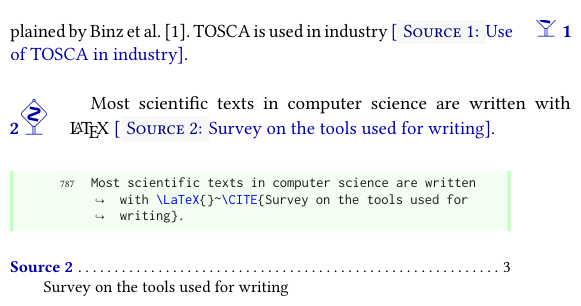 plained by Binz et al. [1]. TOSCA is used in industry [ SOURCE 1: Use 1
of TOSCA in industry].
2 Most scientific texts in computer science are written with
LATEX [ SOURCE 2: Survey on the tools used for writing].
787 Most scientific texts in computer science are written
↪ with \LaTeX{}~\CITE{Survey on the tools used for
↪ writing}.
Source 2 . . . . . . . . . . . . . . . . . . . . . . . . . . . . . . . . . . . . . . . . . . . . . . . . . . . . . . . . . . 3
Survey on the tools used for writing